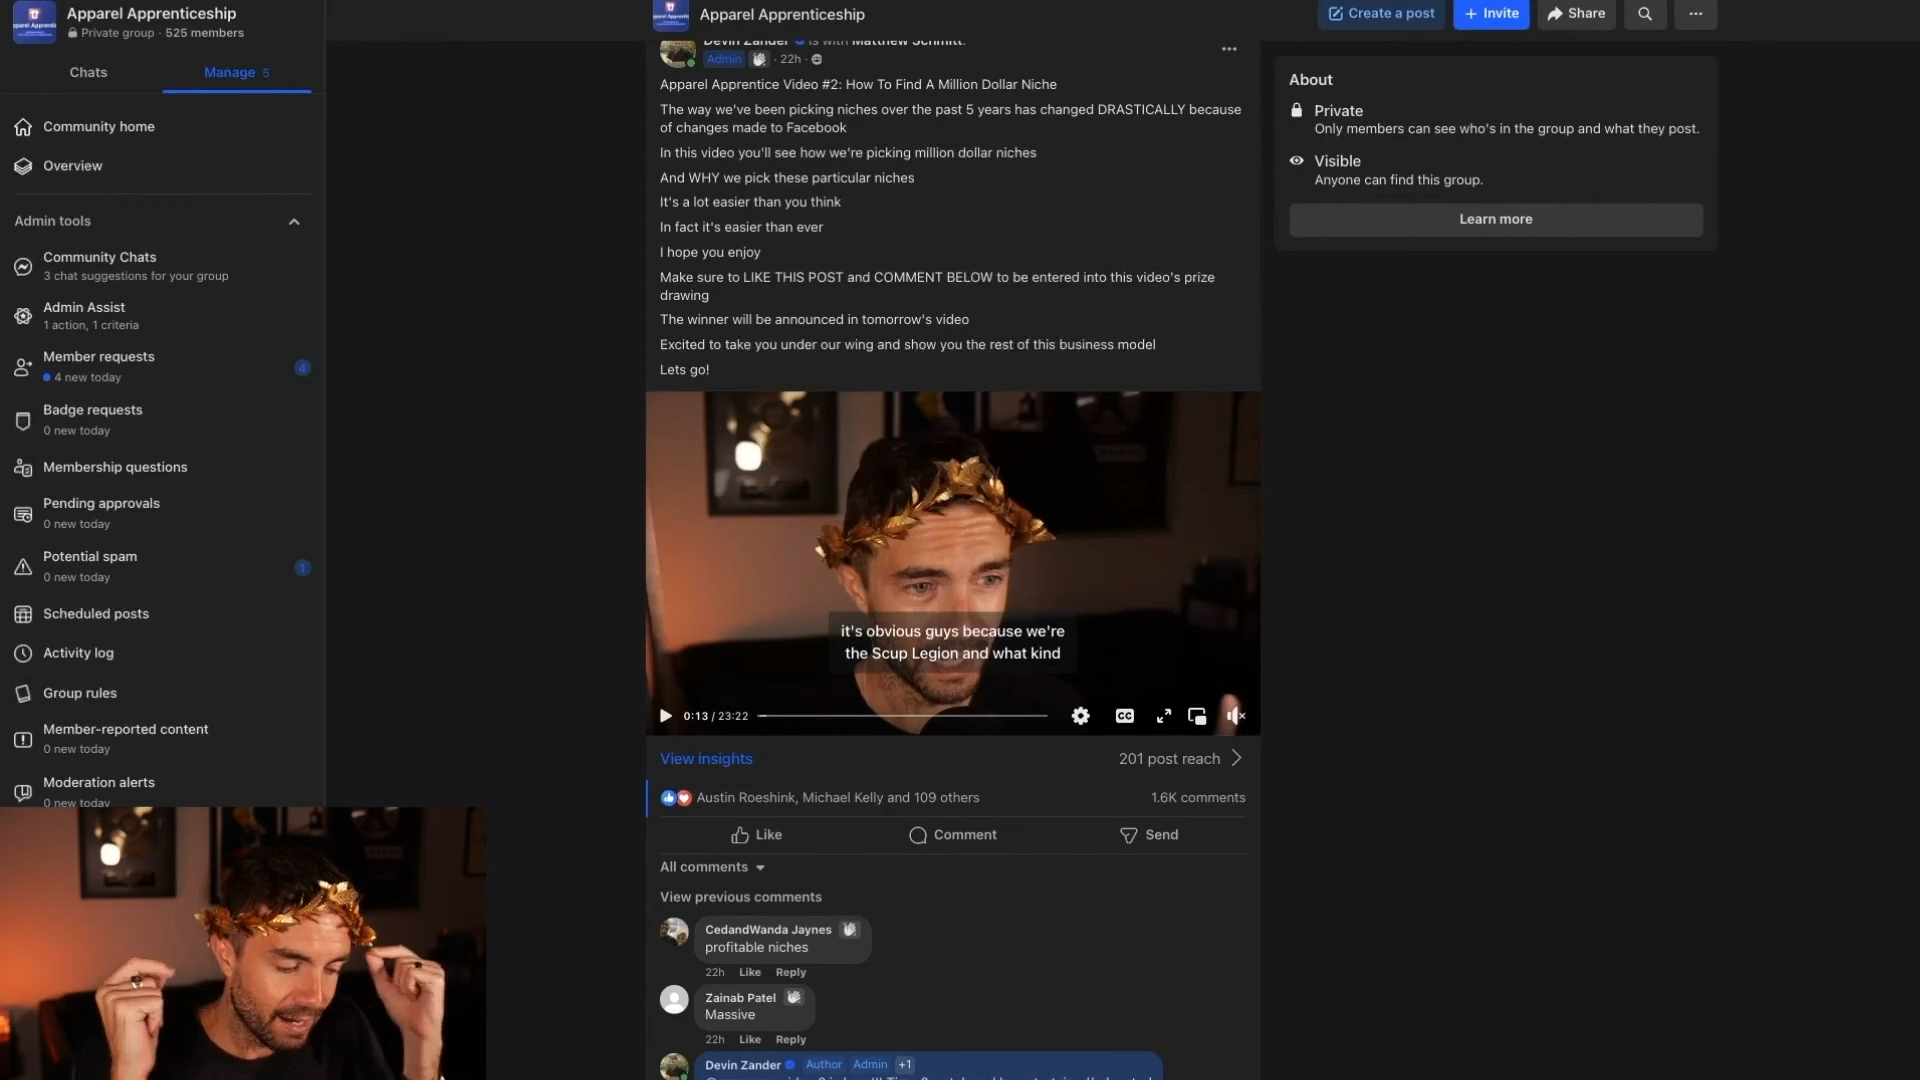 Apparel Apprenticeship
Private group · 525 members
Chats
Manage 5
Community home
Overview
Admin tools
Community Chats
3 chat suggestions for your group
Admin Assist
1 action, 1 criteria
Member requests
4 new today
4
Badge requests
0 new today
Membership questions
Pending approvals
0 new today
Potential spam
0 new today
1
Scheduled posts
Activity log
Group rules
Member-reported content
0 new today
Moderation alerts
0 new today
Apparel Apprenticeship
Create a post
+ Invite
Share
Devin Zander is with Matthew Schmitt.
Admin · 22h ·
Apparel Apprentice Video #2: How To Find A Million Dollar Niche
The way we've been picking niches over the past 5 years has changed DRASTICALLY because
of changes made to Facebook
In this video you'll see how we're picking million dollar niches
And WHY we pick these particular niches
It's a lot easier than you think
In fact it's easier than ever
I hope you enjoy
Make sure to LIKE THIS POST and COMMENT BELOW to be entered into this video's prize
drawing
The winner will be announced in tomorrow's video
Excited to take you under our wing and show you the rest of this business model
Lets go!
it's obvious guys because we're
the Scup Legion and what kind
0:13 / 23:22
CC
View insights
201 post reach
Austin Roeshink, Michael Kelly and 109 others
1.6K comments
Like
Comment
Send
All comments
View previous comments
CedandWanda Jaynes
profitable niches
22h Like Reply
Zainab Patel
Massive
22h Like Reply
Devin Zander Author Admin +1
About
Private
Only members can see who's in the group and what they post.
Visible
Anyone can find this group.
Learn more